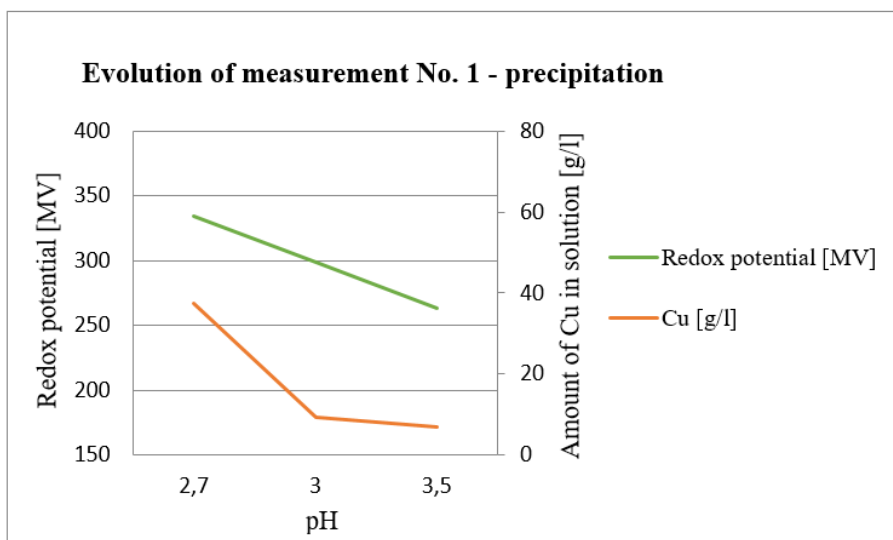 Evolution of measurement No. 1 - precipitation
Redox potential [MV]
400
350
300
250
200
150
80
60
40
20
0
Amount of Cu in solution [g/l]
2,7 3 3,5
pH
Redox potential [MV]
Cu [g/l]